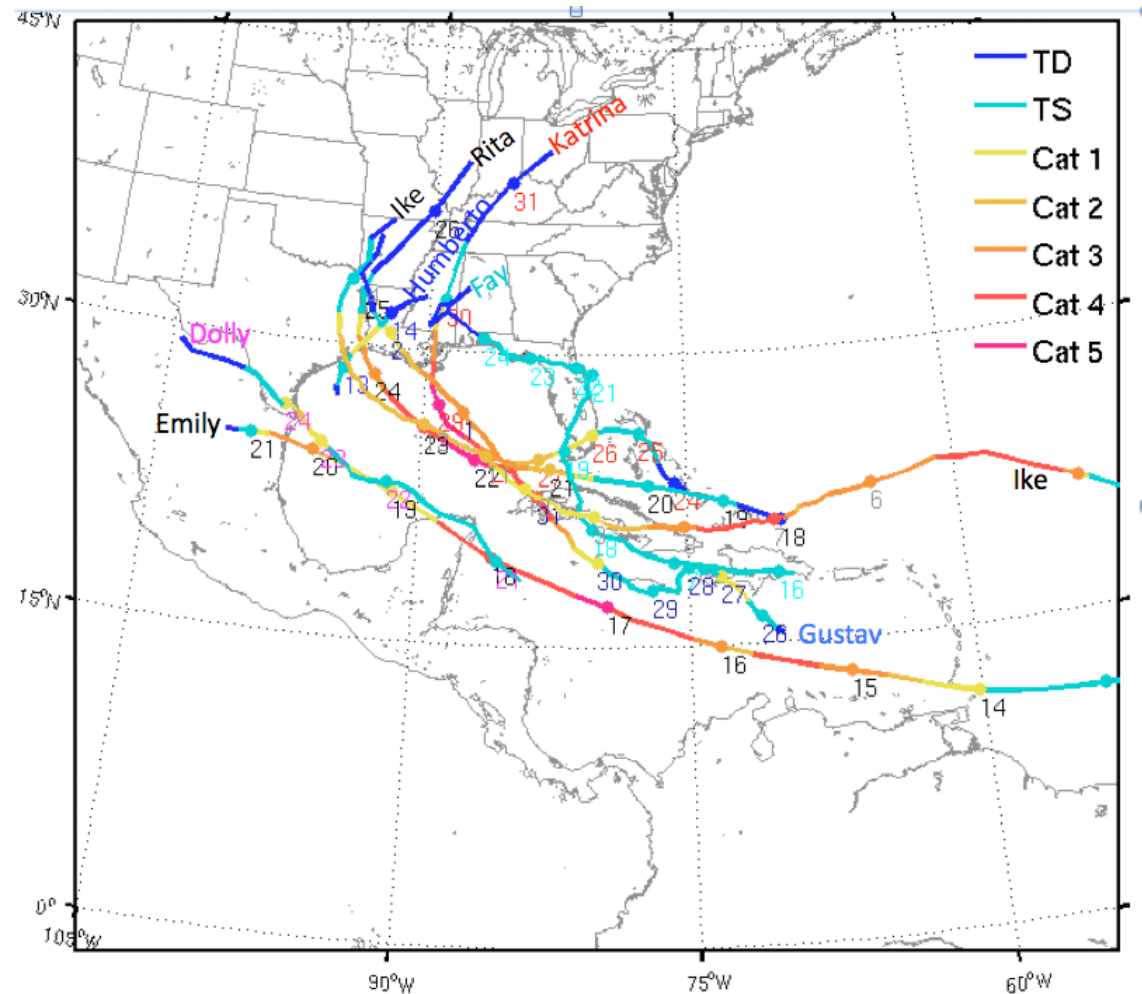 45°N
TD
TS
Cat 1
Cat 2
Cat 3
Cat 4
Cat 5
Katrina
Rita
Ike
31
26
Humberto
Fay
30°N
25
30
14
2
Dolly
24
23
21
13
24
29
1
Emily
24
21
20
23
22
26
25
21
19
20
24
19
18
6
Ike
22
19
31
18
18
21
30
29
28
27
16
26
Gustav
15°N
17
16
15
14
0°
105°W
90°W
75°W
60°W